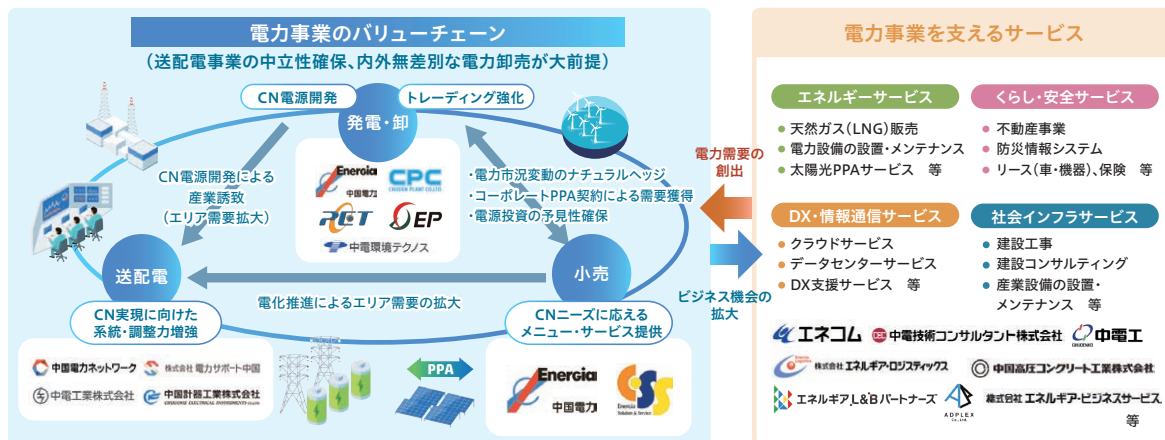 電力事業のバリューチェーン
(送配電事業の中立性確保、内外無差別な電力卸売が大前提)
CN電源開発
トレーディング強化
発電・卸
Energia
中国電力
CPC
CHUGOKU PLANT CO.,LTD.
PET
SEP
中電環境テクノス
CN電源開発による
産業誘致
(エリア需要拡大)
・電力市況変動のナチュラルヘッジ
・コーポレートPPA契約による需要獲得
・電源投資の予見性確保
送配電
小売
電化推進によるエリア需要の拡大
CN実現に向けた
系統・調整力増強
CNニーズに応える
メニュー・サービス提供
中国電力ネットワーク
株式会社 電力サポート中国
中電工業株式会社
中国計器工業株式会社
CHUGOKU ELECTRICAL INSTRUMENTS Co.,LTD.
PPA
Energia
中国電力
ESS
Energia
Solution & Service
電力需要の
創出
ビジネス機会の
拡大
電力事業を支えるサービス
エネルギーサービス
● 天然ガス(LNG)販売
● 電力設備の設置・メンテナンス
● 太陽光PPAサービス 等
くらし・安全サービス
● 不動産事業
● 防災情報システム
● リース(車・機器)、保険 等
DX・情報通信サービス
● クラウドサービス
● データセンターサービス
● DX支援サービス 等
社会インフラサービス
● 建設工事
● 建設コンサルティング
● 産業設備の設置・
メンテナンス 等
エネコム
CEC 中電技術コンサルタント株式会社
CHUDENKO 中電工
Energia Logistics 株式会社 エネルギア・ロジスティックス
中国高圧コンクリート工業株式会社
エネルギアL&Bパートナーズ
ADPLEX
Co., Ltd.
株式会社 エネルギア・ビジネスサービス
等